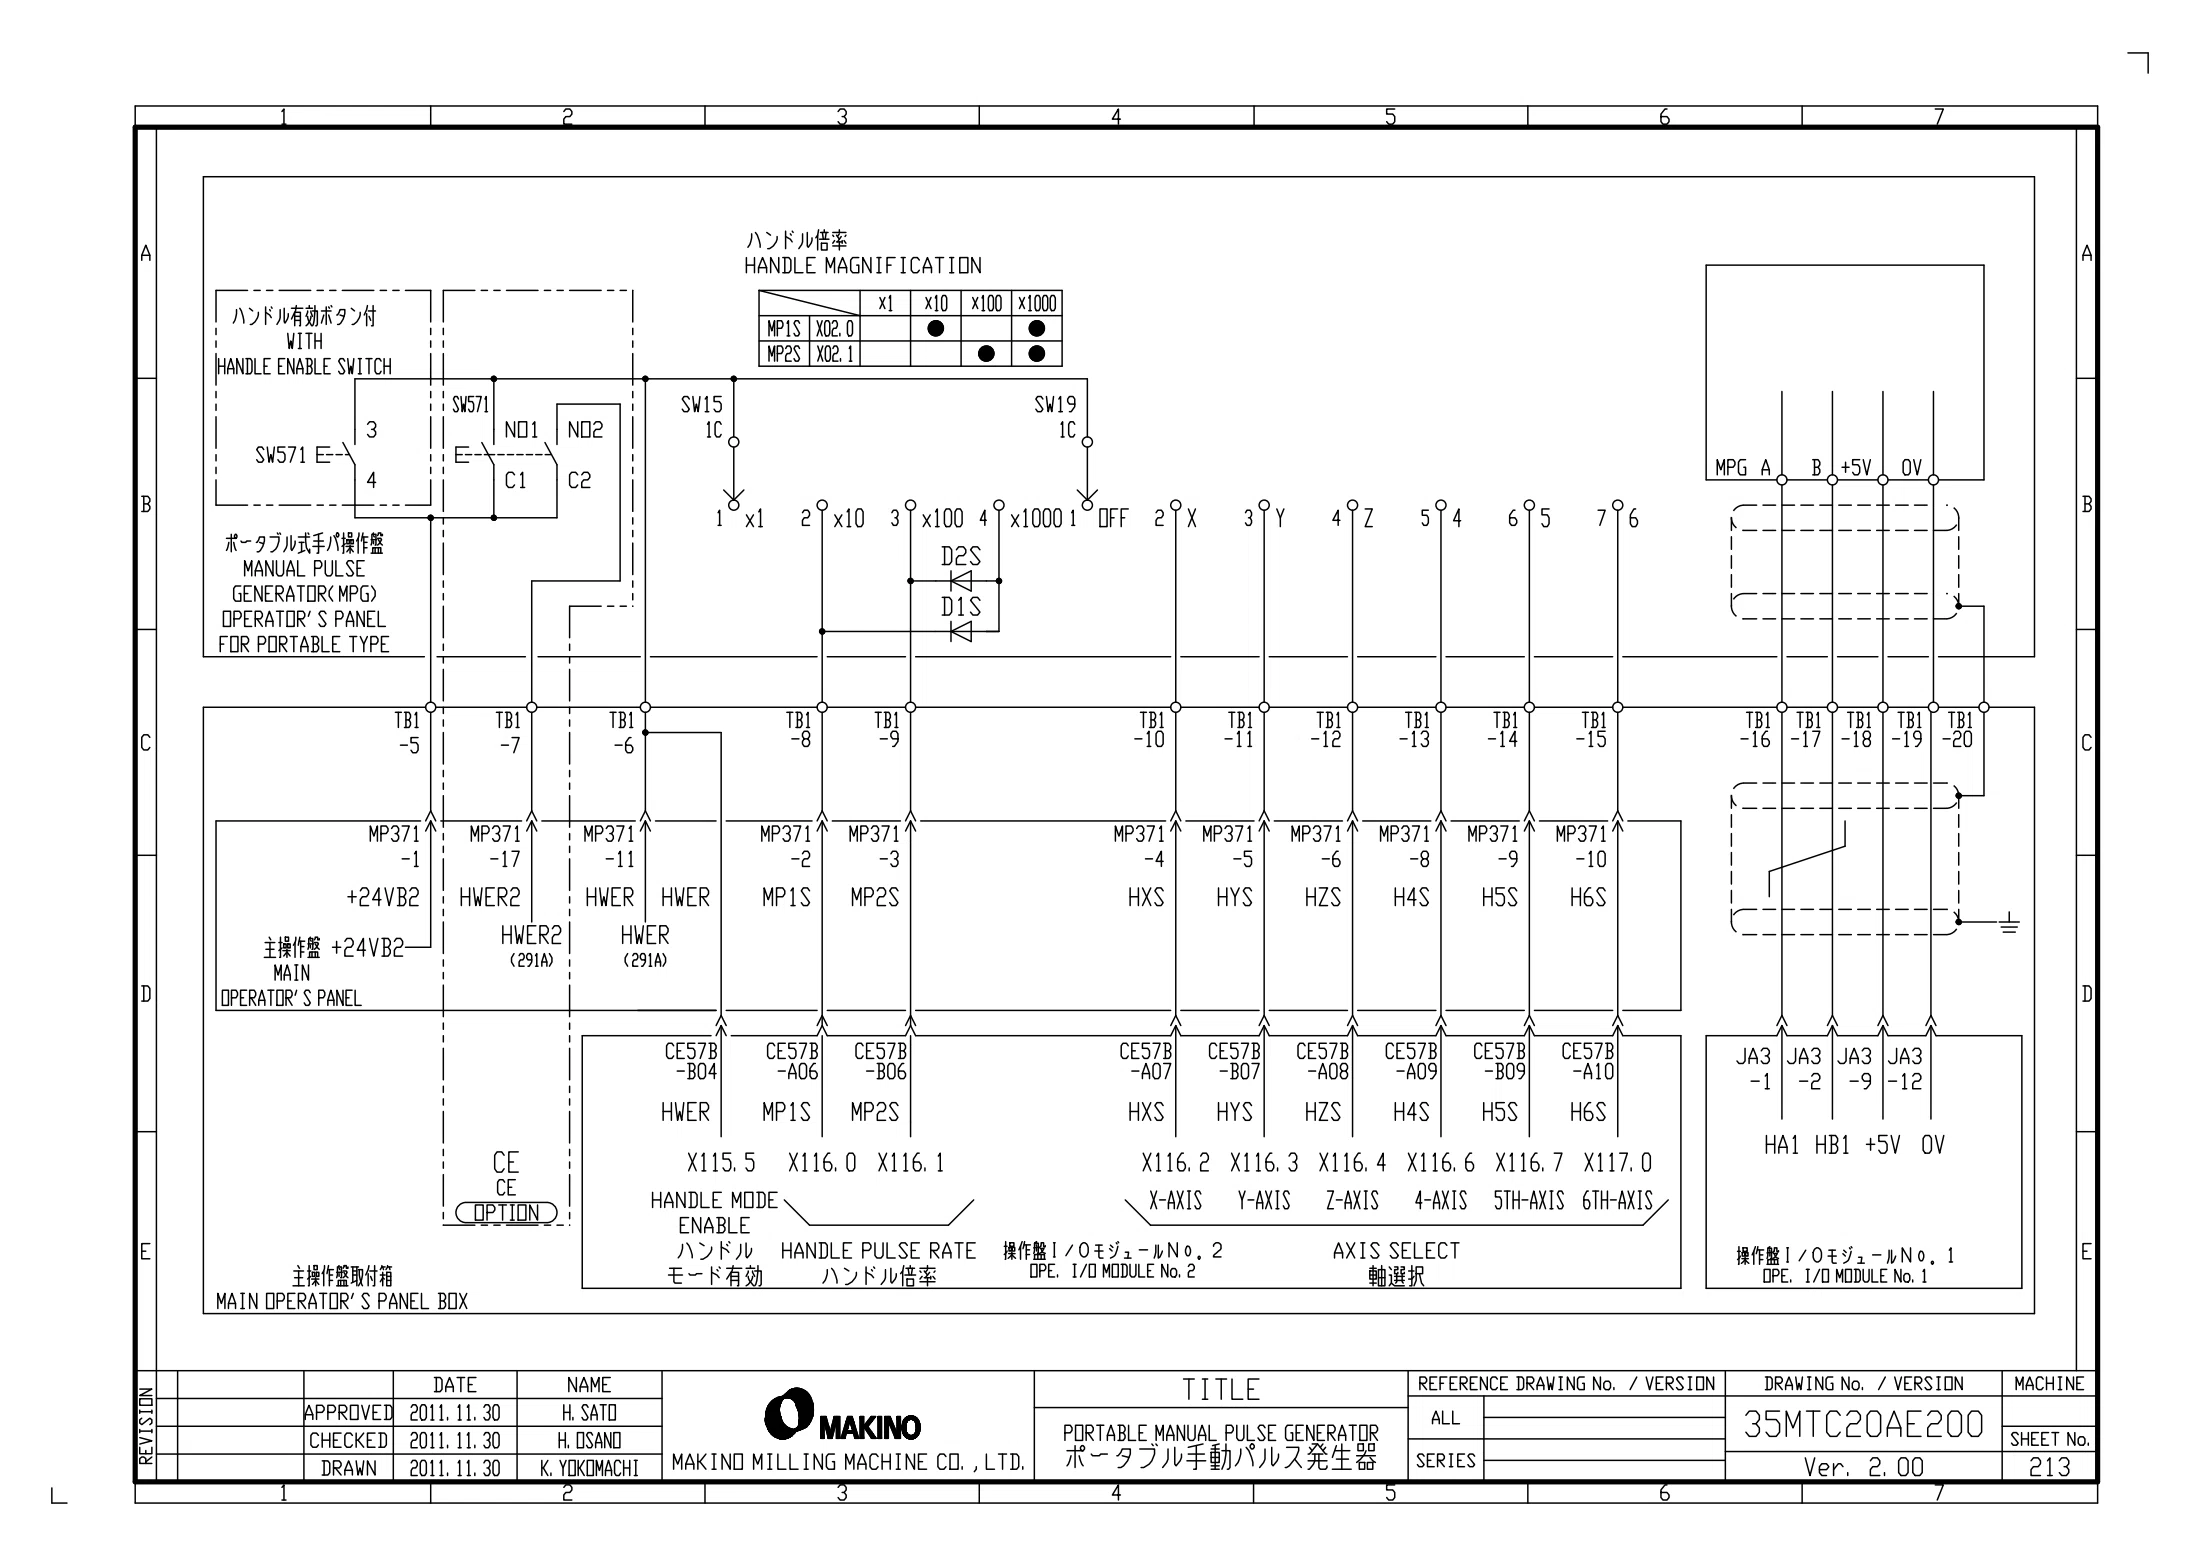 1 2 3 4 5 6 7
A
B
C
D
E
A
B
C
D
E
ハンドル倍率
HANDLE MAGNIFICATION
x1 x10 x100 x1000
MP1S X02.0
MP2S X02.1
ハンドル有効ボタン付
WITH
HANDLE ENABLE SWITCH
3
SW571
4
SW571
NO1 NO2
C1 C2
SW15
1C
SW19
1C
1 x1 2 x10 3 x100 4 x1000 1 OFF 2 X 3 Y 4 Z 5 4 6 5 7 6
D2S
D1S
MPG A B +5V 0V
ポータブル式手パ操作盤
MANUAL PULSE
GENERATOR(MPG)
OPERATOR'S PANEL
FOR PORTABLE TYPE
TB1 TB1 TB1 TB1 TB1 TB1 TB1 TB1 TB1 TB1 TB1 TB1 TB1 TB1 TB1 TB1
-5 -7 -6 -8 -9 -10 -11 -12 -13 -14 -15 -16 -17 -18 -19 -20
MP371 MP371 MP371 MP371 MP371 MP371 MP371 MP371 MP371 MP371 MP371
-1 -17 -11 -2 -3 -4 -5 -6 -8 -9 -10
+24VB2 HWER2 HWER HWER MP1S MP2S HXS HYS HZS H4S H5S H6S
主操作盤 +24VB2
MAIN
OPERATOR'S PANEL
HWER2 HWER
(291A) (291A)
CE57B CE57B CE57B CE57B CE57B CE57B CE57B CE57B CE57B
-B04 -A06 -B06 -A07 -B07 -A08 -A09 -B09 -A10
HWER MP1S MP2S HXS HYS HZS H4S H5S H6S
JA3 JA3 JA3 JA3
-1 -2 -9 -12
HA1 HB1 +5V 0V
X115.5 X116.0 X116.1 X116.2 X116.3 X116.4 X116.6 X116.7 X117.0
X-AXIS Y-AXIS Z-AXIS 4-AXIS 5TH-AXIS 6TH-AXIS
CE
CE
OPTION
HANDLE MODE
ENABLE
ハンドル
モード有効
HANDLE PULSE RATE
ハンドル倍率
操作盤I/OモジュールNo.2
OPE. I/O MODULE No.2
AXIS SELECT
軸選択
操作盤I/OモジュールNo.1
OPE. I/O MODULE No.1
主操作盤取付箱
MAIN OPERATOR'S PANEL BOX
REVISION
DATE NAME
APPROVED 2011.11.30 H.SATO
CHECKED 2011.11.30 H.OSANO
DRAWN 2011.11.30 K.YOKOMACHI
MAKINO
MAKINO MILLING MACHINE CO.,LTD.
TITLE
PORTABLE MANUAL PULSE GENERATOR
ポータブル手動パルス発生器
REFERENCE DRAWING No. / VERSION
ALL
SERIES
DRAWING No. / VERSION
35MTC20AE200
Ver. 2.00
MACHINE
SHEET No.
213
1 2 3 4 5 6 7